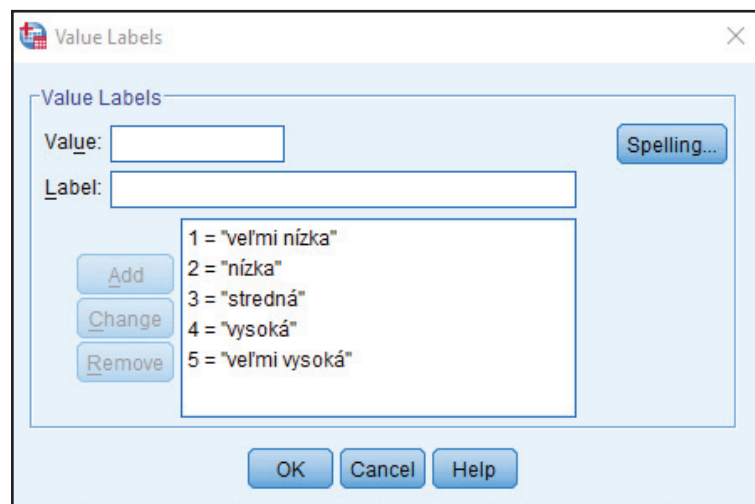 Value Labels
Value Labels
Value:
Spelling...
Label:
1 = "veľmi nízka"
2 = "nízka"
3 = "stredná"
4 = "vysoká"
5 = "veľmi vysoká"
Add
Change
Remove
OK Cancel Help